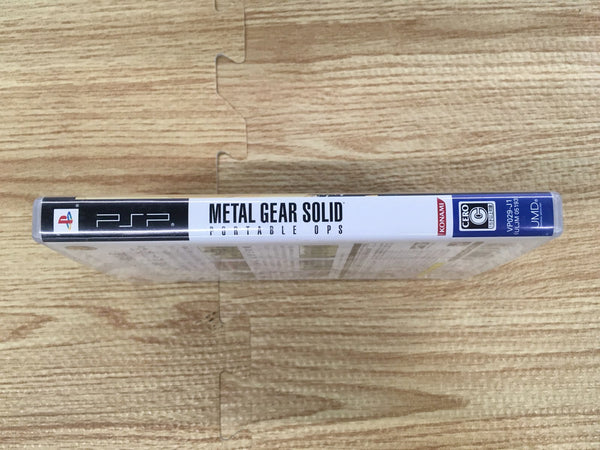 PSP
METAL GEAR SOLID
PORTABLE OPS
KONAMI
CERO
C
VP029-J1
UMD